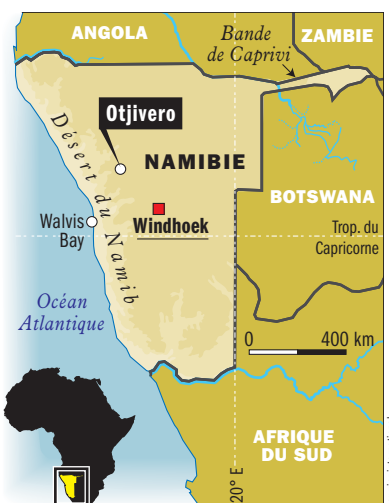 ANGOLA
Bande
de Caprivi
ZAMBIE
Otjivero
Désert du Namib
NAMIBIE
BOTSWANA
Walvis
Bay
Windhoek
Trop. du
Capricorne
Océan
Atlantique
0 400 km
AFRIQUE
DU SUD
20° E